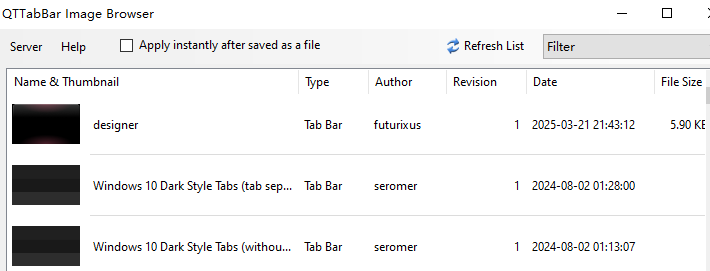 QTTabBar Image Browser
Server Help Apply instantly after saved as a file Refresh List Filter
Name & Thumbnail Type Author Revision Date File Size
designer Tab Bar futurixus 1 2025-03-21 21:43:12 5.90 KB
Windows 10 Dark Style Tabs (tab sep... Tab Bar seromer 1 2024-08-02 01:28:00
Windows 10 Dark Style Tabs (withou... Tab Bar seromer 1 2024-08-02 01:13:07